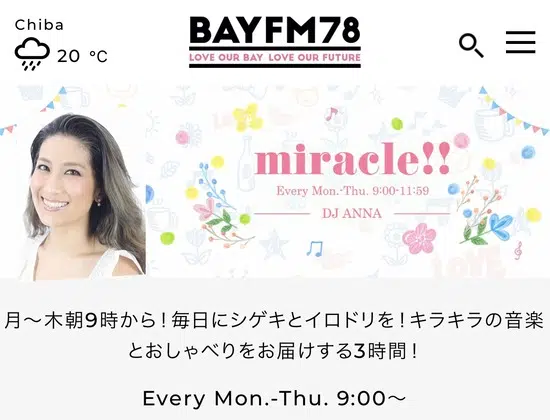 Chiba
20 ℃
BAYFM78
LOVE OUR BAY LOVE OUR FUTURE
miracle!!
Every Mon.-Thu. 9:00-11:59
DJ ANNA
月～木朝9時から！毎日にシゲキとイロドリを！キラキラの音楽
とおしゃべりをお届けする3時間！
Every Mon.-Thu. 9:00～